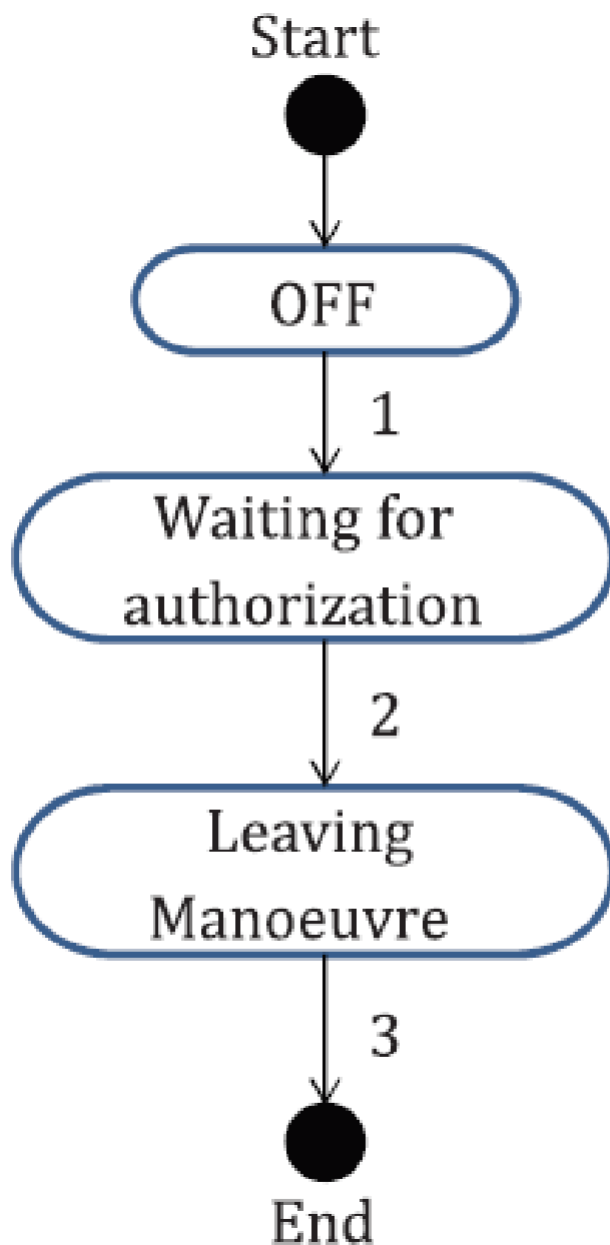 Start
OFF
1
Waiting for
authorization
2
Leaving
Manoeuvre
3
End